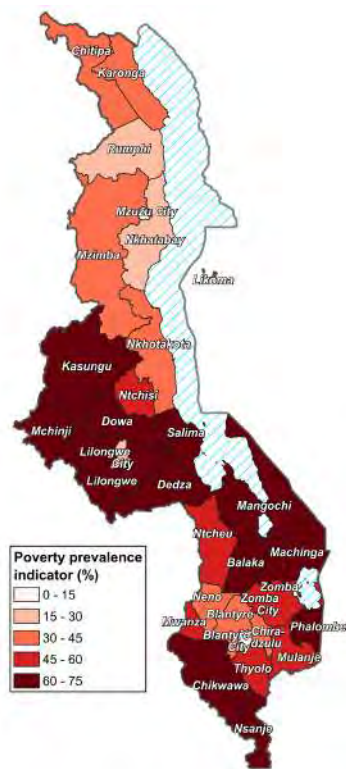 Chitipa
Karonga
Rumphi
Mzuzu City
Nkhatabay
Mzimba
Likoma
Nkhotakota
Kasungu
Ntchisi
Dowa
Mchinji
Salima
Lilongwe
City
Lilongwe
Dedza
Mangochi
Ntcheu
Machinga
Balaka
Poverty prevalence
indicator (%)
0 - 15
15 - 30
30 - 45
45 - 60
60 - 75
Zomba
Neno
Zomba
City
Blantyre
Mwanza
Chira-
dzulu
Phalombe
Blantyre
City
Mulanje
Thyolo
Chikwawa
Nsanje